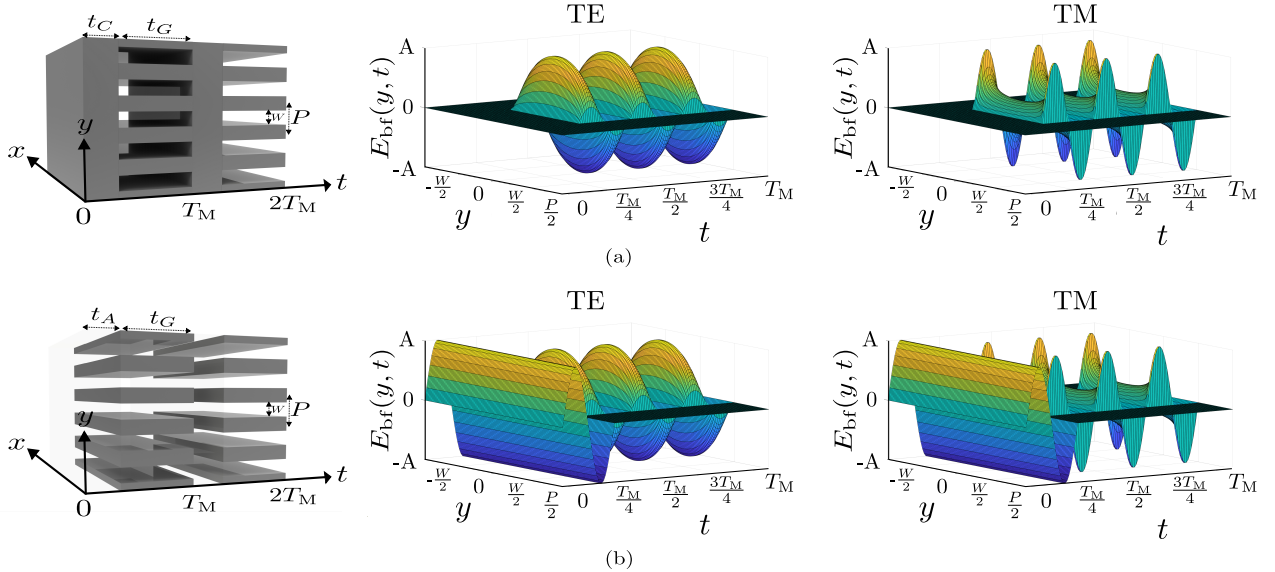 t_C t_G
y
x
W P
0 T_M 2T_M t
TE
E_bf(y, t)
A
0
-A
-W/2 0 W/2 P/2
y
0 T_M/4 T_M/2 3T_M/4 T_M
t
TM
E_bf(y, t)
A
0
-A
-W/2 0 W/2 P/2
y
0 T_M/4 T_M/2 3T_M/4 T_M
t
(a)
t_A t_G
y
x
W P
0 T_M 2T_M t
TE
E_bf(y, t)
A
0
-A
-W/2 0 W/2 P/2
y
0 T_M/4 T_M/2 3T_M/4 T_M
t
TM
E_bf(y, t)
A
0
-A
-W/2 0 W/2 P/2
y
0 T_M/4 T_M/2 3T_M/4 T_M
t
(b)